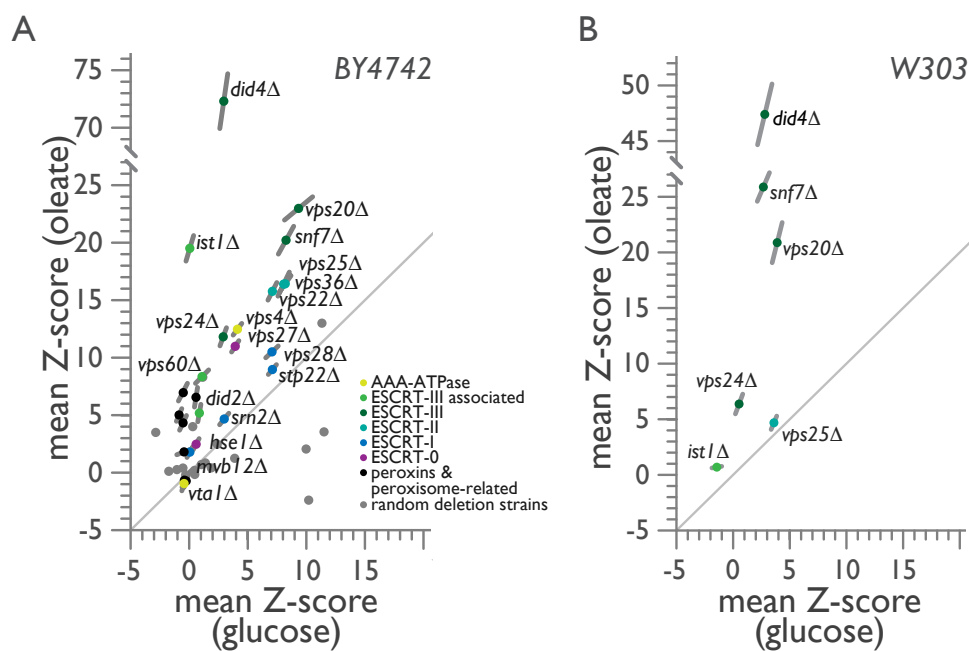 A
BY4742
75
70
25
20
15
10
5
0
-5
mean Z-score (oleate)
did4Δ
vps20Δ
ist1Δ
snf7Δ
vps25Δ
vps36Δ
vps22Δ
vps24Δ
vps4Δ
vps27Δ
vps60Δ
vps28Δ
stp22Δ
did2Δ
srn2Δ
hse1Δ
mvb12Δ
vta1Δ
AAA-ATPase
ESCRT-III associated
ESCRT-III
ESCRT-II
ESCRT-I
ESCRT-0
peroxins &
peroxisome-related
random deletion strains
-5 0 5 10 15
mean Z-score
(glucose)
B
W303
50
45
25
20
15
10
5
0
-5
mean Z-score (oleate)
did4Δ
snf7Δ
vps20Δ
vps24Δ
vps25Δ
ist1Δ
-5 0 5 10 15 20
mean Z-score
(glucose)